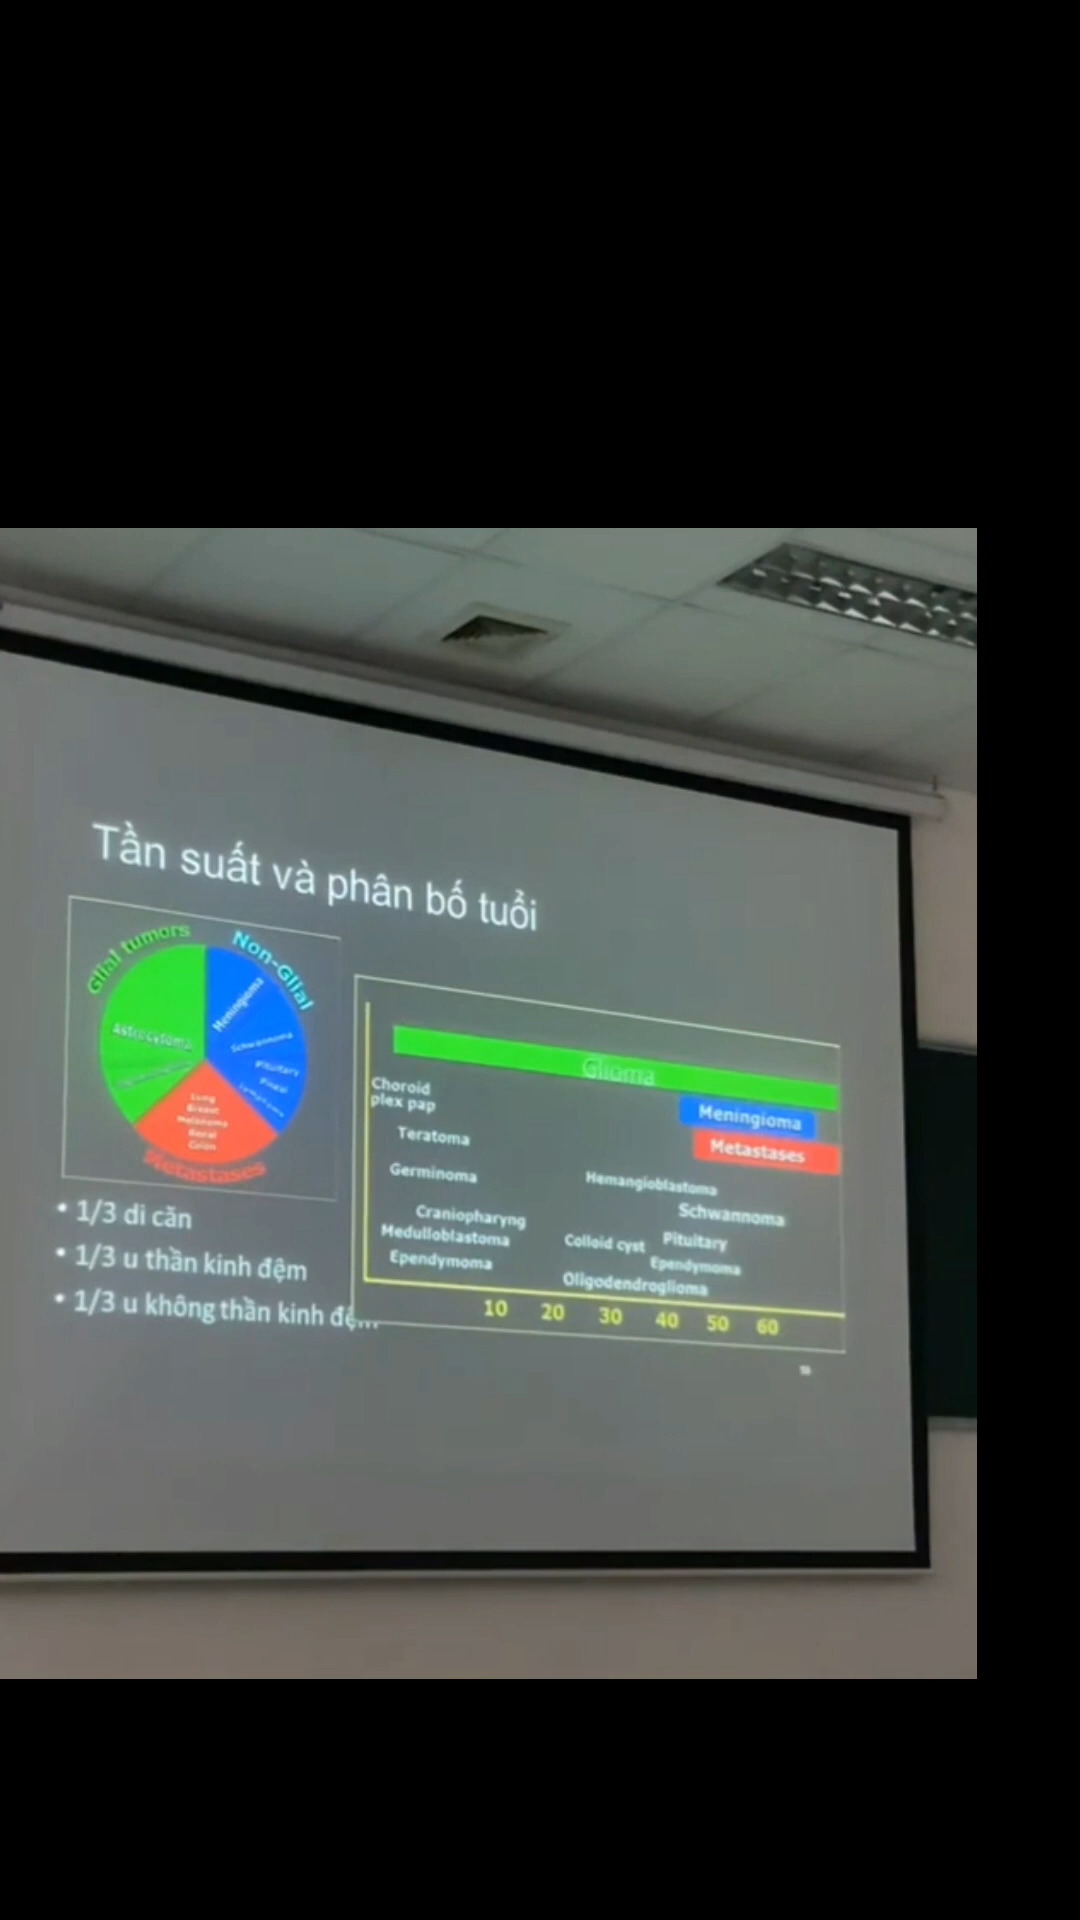 Tần suất và phân bố tuổi
Glial tumors
Non-Glial
Astrocytoma
Meningioma
Schwannoma
Pituitary
Pineal
Lymphoma
Lung
Breast
Melanoma
Renal
Colon
Metastases
• 1/3 di căn
• 1/3 u thần kinh đệm
• 1/3 u không thần kinh
Glioma
Meningioma
Metastases
Choroid
plex pap
Teratoma
Germinoma
Craniopharyng
Medulloblastoma
Ependymoma
Hemangioblastoma
Schwannoma
Colloid cyst
Pituitary
Ependymoma
Oligodendroglioma
10 20 30 40 50 60